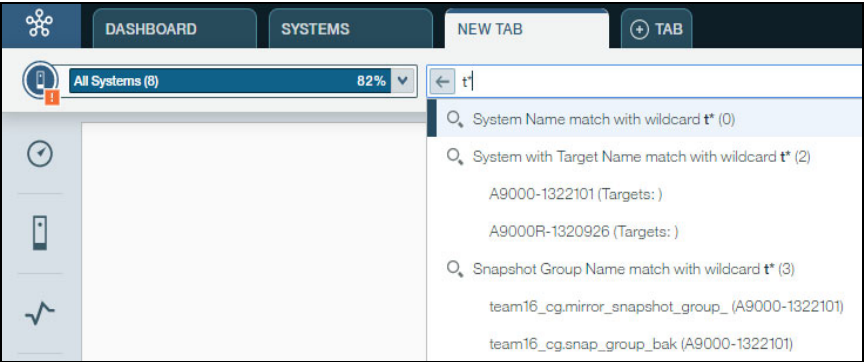 DASHBOARD
SYSTEMS
NEW TAB
TAB
All Systems (8) 82%
t*
System Name match with wildcard t* (0)
System with Target Name match with wildcard t* (2)
A9000-1322101 (Targets: )
A9000R-1320926 (Targets: )
Snapshot Group Name match with wildcard t* (3)
team16_cg.mirror_snapshot_group_ (A9000-1322101)
team16_cg.snap_group_bak (A9000-1322101)